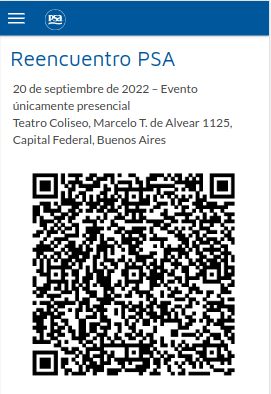 psa
Reencuentro PSA
20 de septiembre de 2022 – Evento
únicamente presencial
Teatro Coliseo, Marcelo T. de Alvear 1125,
Capital Federal, Buenos Aires